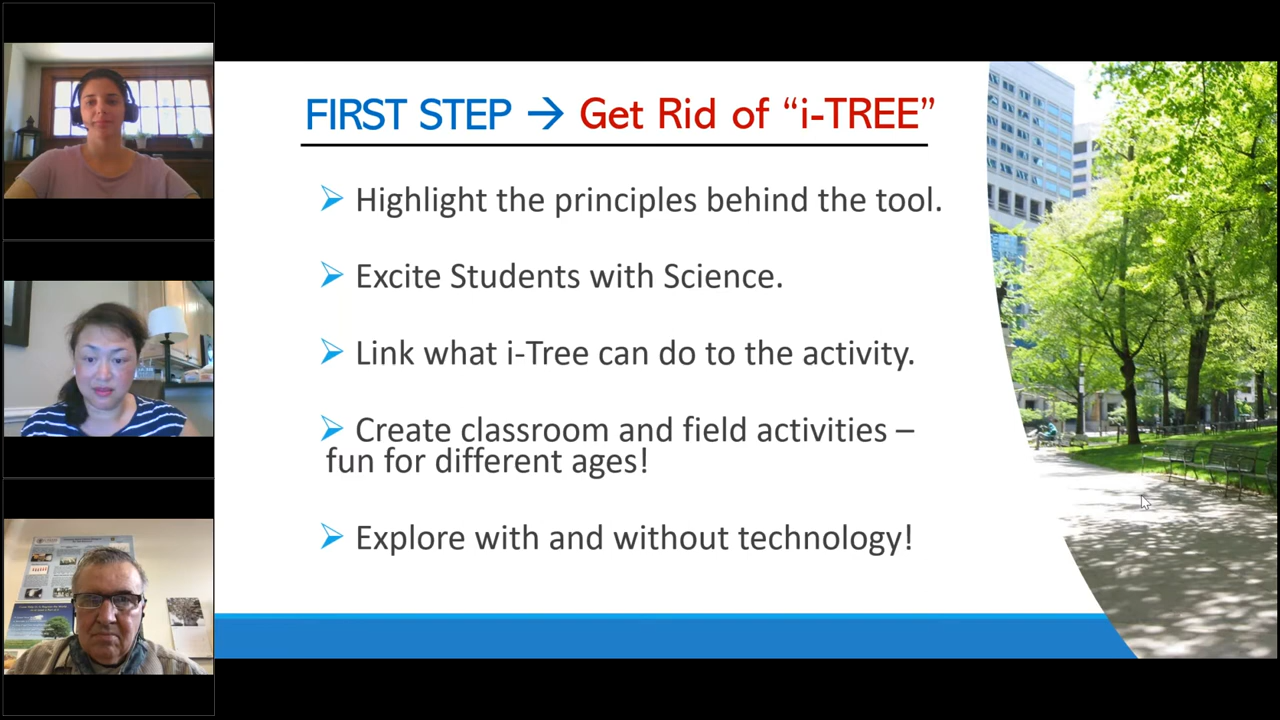 FIRST STEP → Get Rid of “i-TREE”
➢ Highlight the principles behind the tool.
➢ Excite Students with Science.
➢ Link what i-Tree can do to the activity.
➢ Create classroom and field activities –
fun for different ages!
➢ Explore with and without technology!